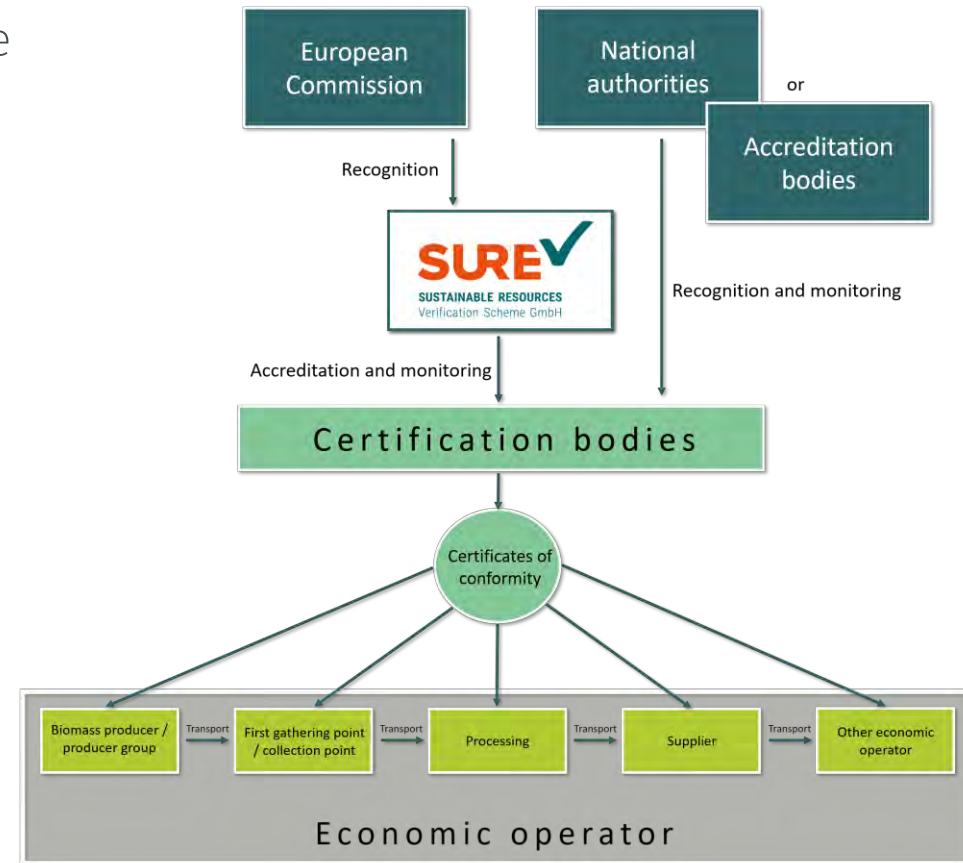 e
European
Commission
National
authorities
or
Accreditation
bodies
Recognition
SURE
SUSTAINABLE RESOURCES
Verification Scheme GmbH
Recognition and monitoring
Accreditation and monitoring
Certification bodies
Certificates of
conformity
Biomass producer /
producer group
Transport
First gathering point
/ collection point
Transport
Processing
Transport
Supplier
Transport
Other economic
operator
Economic operator